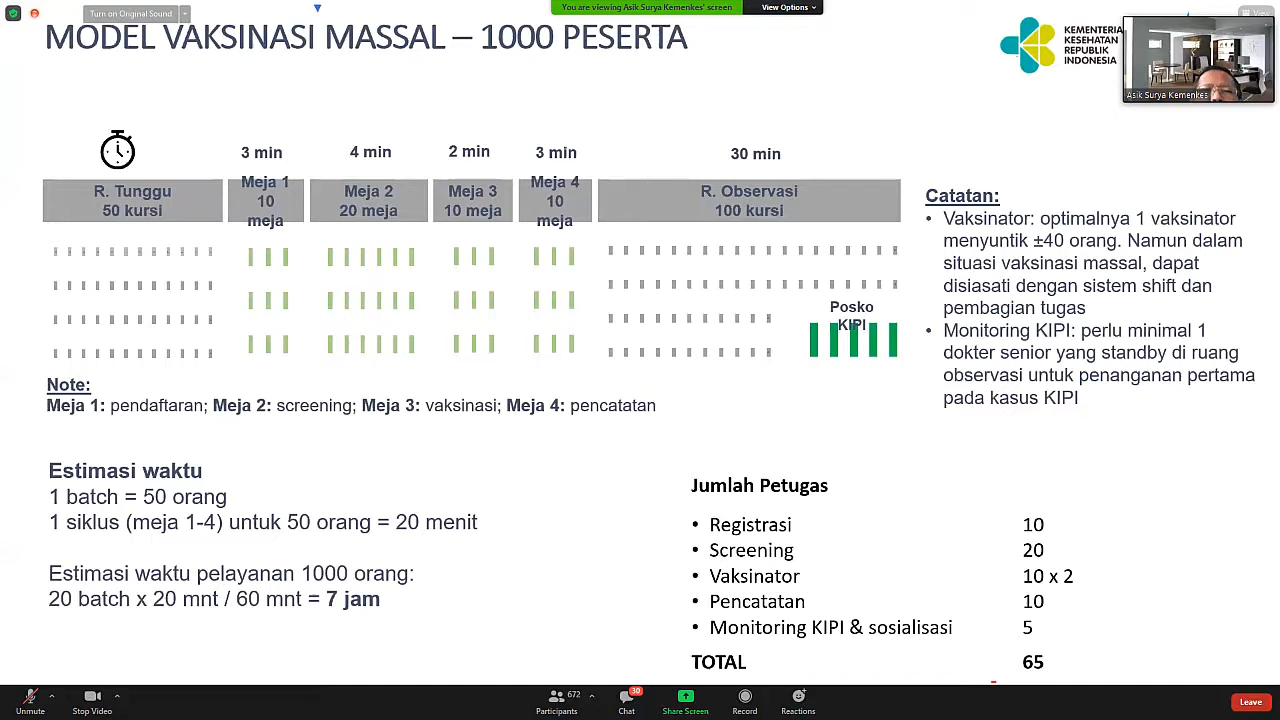 Turn on Original Sound
You are viewing Asik Surya Kemenkes' screen
View Options
View
MODEL VAKSINASI MASSAL – 1000 PESERTA
KEMENTERIA
KESEHATAN
REPUBLIK
INDONESIA
Asik Surya Kemenkes
3 min
4 min
2 min
3 min
30 min
R. Tunggu
50 kursi
Meja 1
10
meja
Meja 2
20 meja
Meja 3
10 meja
Meja 4
10
meja
R. Observasi
100 kursi
Posko
KIPI
Catatan:
• Vaksinator: optimalnya 1 vaksinator
menyuntik ±40 orang. Namun dalam
situasi vaksinasi massal, dapat
disiasati dengan sistem shift dan
pembagian tugas
• Monitoring KIPI: perlu minimal 1
dokter senior yang standby di ruang
observasi untuk penanganan pertama
pada kasus KIPI
Note:
Meja 1: pendaftaran; Meja 2: screening; Meja 3: vaksinasi; Meja 4: pencatatan
Estimasi waktu
1 batch = 50 orang
1 siklus (meja 1-4) untuk 50 orang = 20 menit
Estimasi waktu pelayanan 1000 orang:
20 batch x 20 mnt / 60 mnt = 7 jam
Jumlah Petugas
• Registrasi 10
• Screening 20
• Vaksinator 10 x 2
• Pencatatan 10
• Monitoring KIPI & sosialisasi 5
TOTAL 65
Unmute
Stop Video
Participants
672
Chat
30
Share Screen
Record
Reactions
Leave